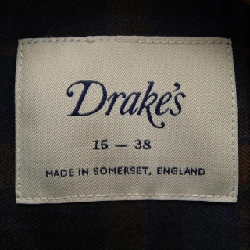 Drake's
15 — 38
MADE IN SOMERSET, ENGLAND